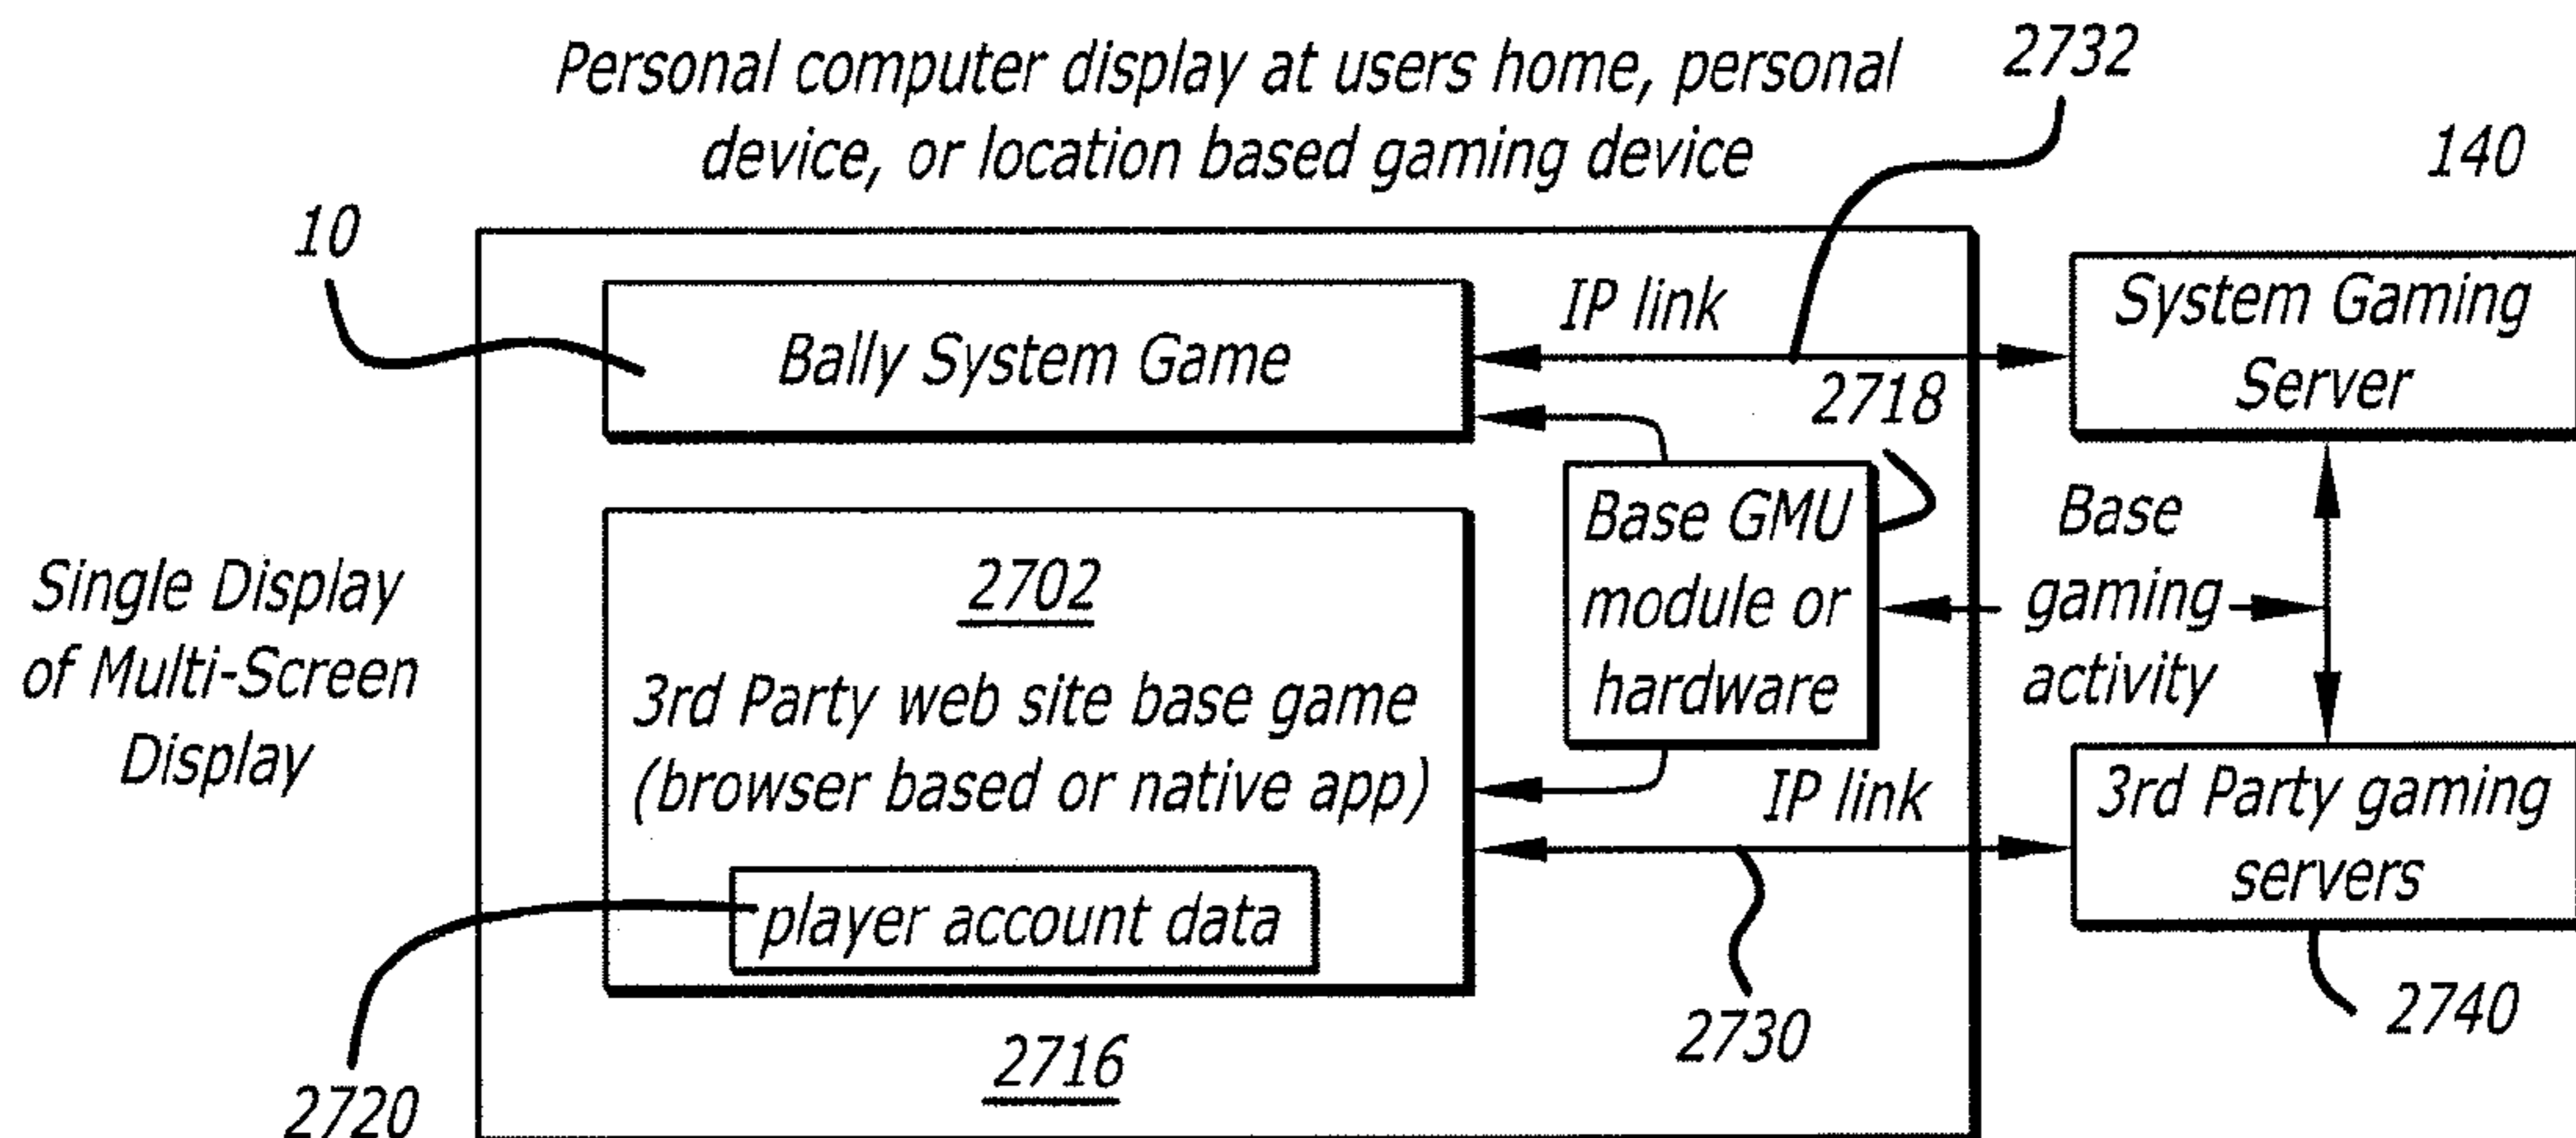 Personal computer display at users home, personal
device, or location based gaming device
2732
140
10
Bally System Game
IP link
System Gaming
Server
2718
Base GMU
module or
hardware
Base
gaming
activity
Single Display
of Multi-Screen
Display
2702
3rd Party web site base game
(browser based or native app)
player account data
IP link
3rd Party gaming
servers
2730
2740
2716
2720